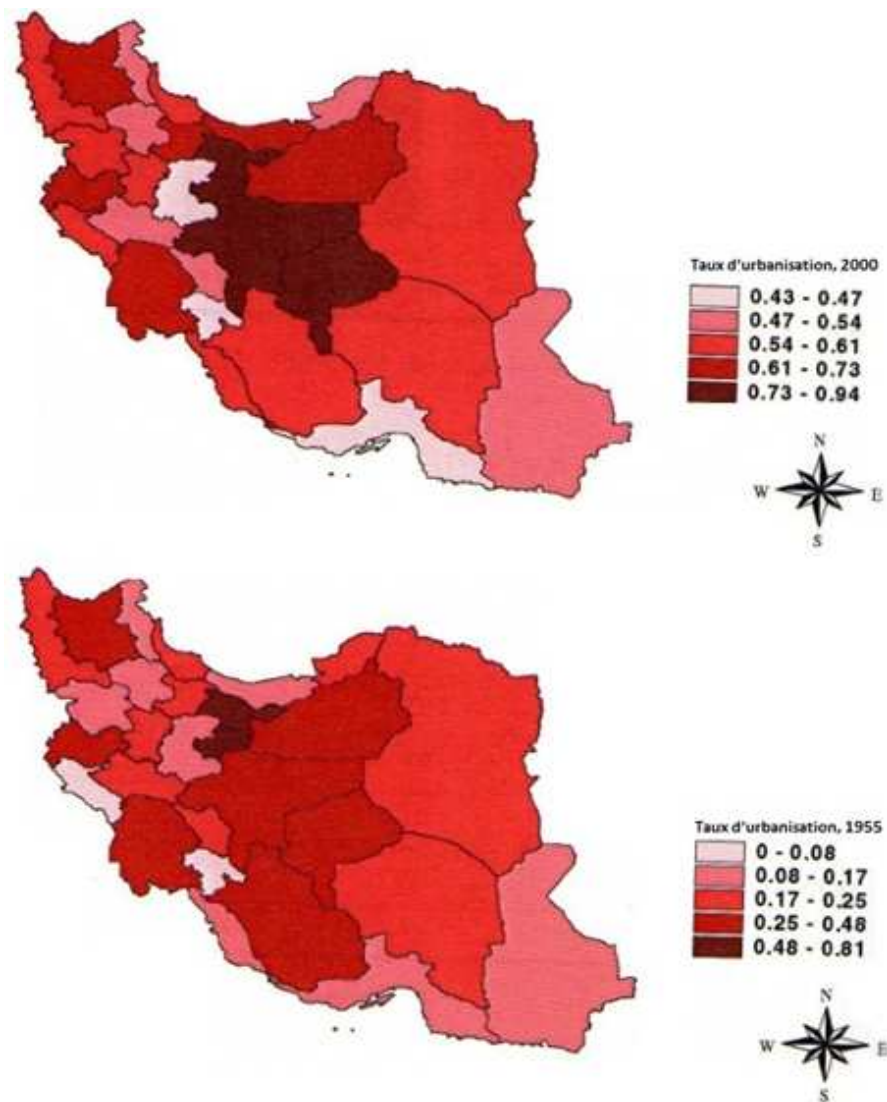 Taux d'urbanisation, 2000
0.43 - 0.47
0.47 - 0.54
0.54 - 0.61
0.61 - 0.73
0.73 - 0.94
N
W E
S
Taux d'urbanisation, 1955
0 - 0.08
0.08 - 0.17
0.17 - 0.25
0.25 - 0.48
0.48 - 0.81
N
W E
S